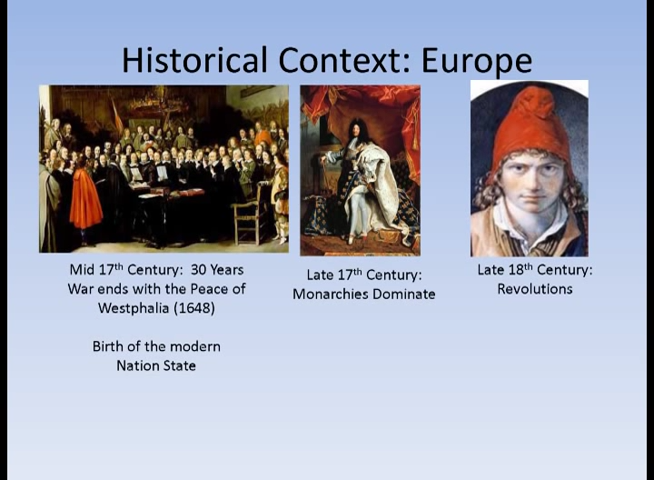 Historical Context: Europe
Mid 17th Century: 30 Years
War ends with the Peace of
Westphalia (1648)
Birth of the modern
Nation State
Late 17th Century:
Monarchies Dominate
Late 18th Century:
Revolutions